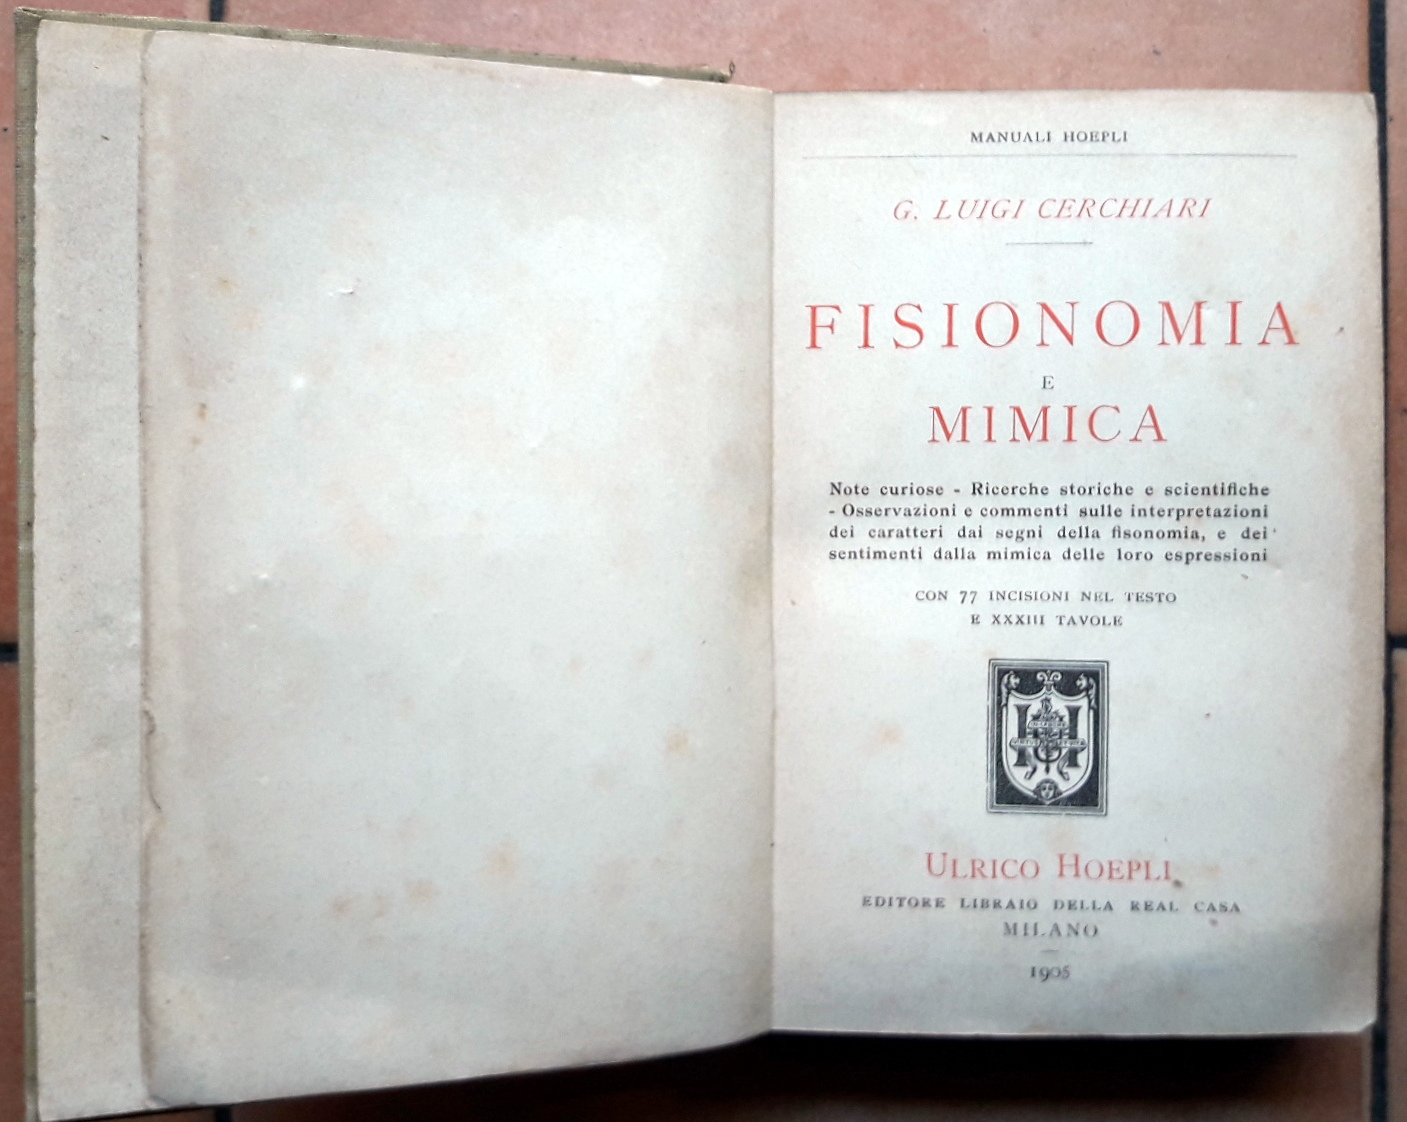 MANUALI HOEPLI
G. LUIGI CERCHIARI
FISIONOMIA
E
MIMICA
Note curiose - Ricerche storiche e scientifiche
- Osservazioni e commenti sulle interpretazioni
dei caratteri dai segni della fisonomia, e dei
sentimenti dalla mimica delle loro espressioni
CON 77 INCISIONI NEL TESTO
E XXXIII TAVOLE
H
ULRICO HOEPLI
EDITORE LIBRAIO DELLA REAL CASA
MILANO
1905